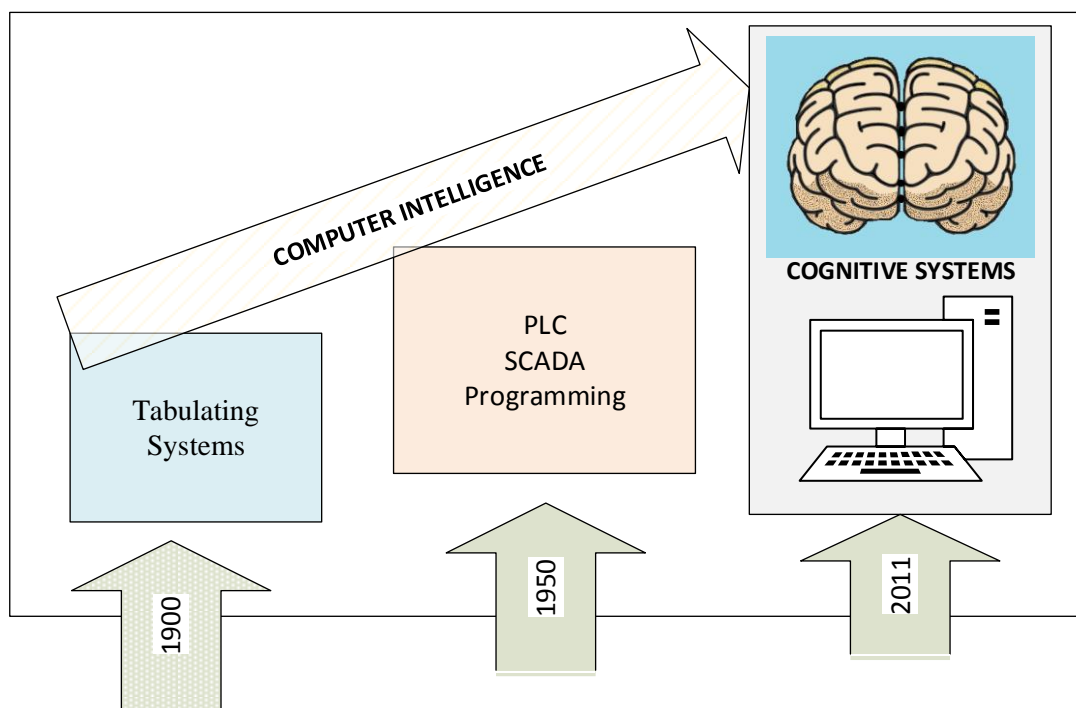 COMPUTER INTELLIGENCE
Tabulating
Systems
PLC
SCADA
Programming
COGNITIVE SYSTEMS
1900
1950
2011